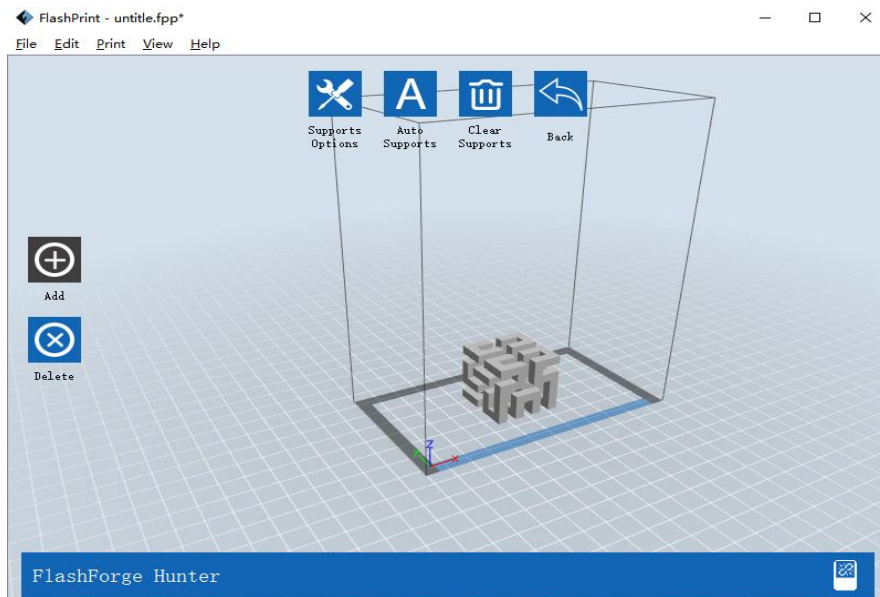 FlashPrint - untitle.fpp*
File Edit Print View Help
A
Supports Options
Auto Supports
Clear Supports
Back
Add
Delete
Z
X
Y
FlashForge Hunter